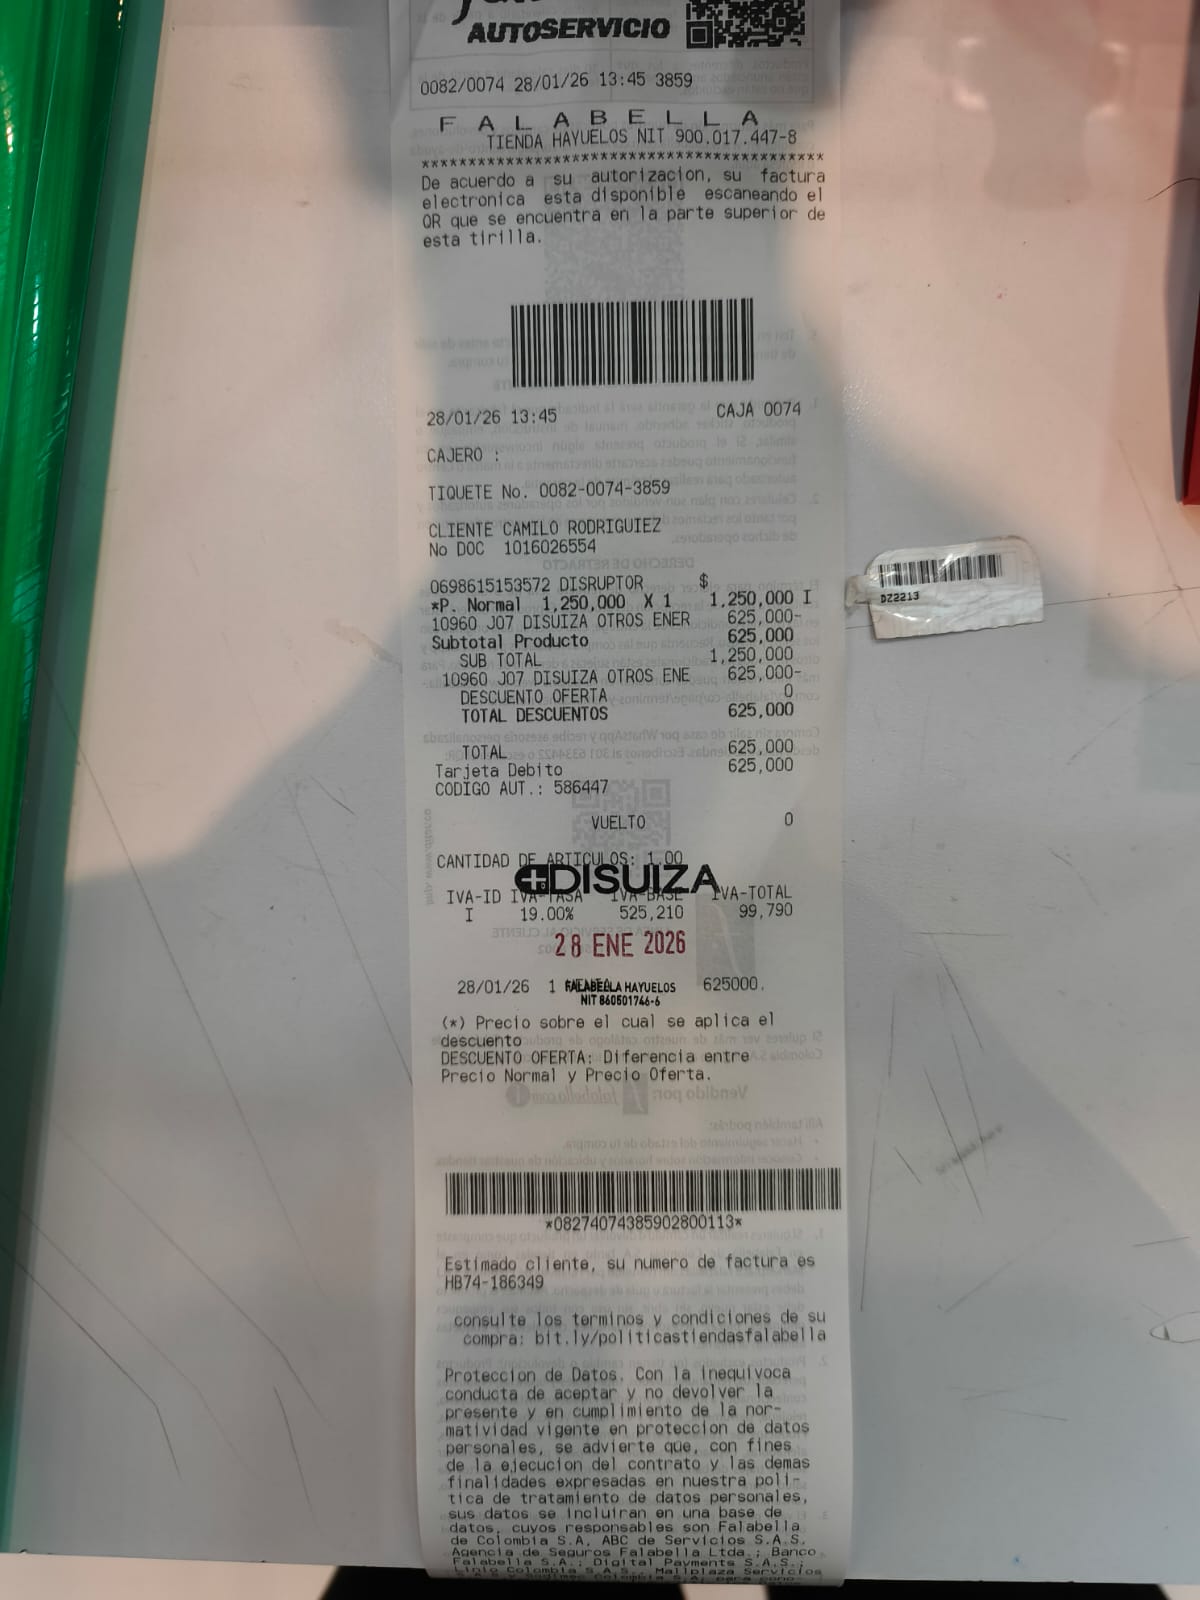 AUTOSERVICIO
0082/0074 28/01/26 13:45 3859
F A L A B E L L A
TIENDA HAYUELOS NIT 900.017.447-8
********************************************
De acuerdo a su autorizacion, su factura
electronica esta disponible escaneando el
QR que se encuentra en la parte superior de
esta tirilla.
28/01/26 13:45 CAJA 0074
CAJERO :
TIQUETE No. 0082-0074-3859
CLIENTE CAMILO RODRIGUIEZ
No DOC 1016026554
0698615153572 DISRUPTOR $
*P. Normal 1,250,000 X 1 1,250,000 I
10960 J07 DISUIZA OTROS ENER 625,000-
Subtotal Producto 625,000
SUB TOTAL 1,250,000
10960 J07 DISUIZA OTROS ENE 625,000-
DESCUENTO OFERTA 0
TOTAL DESCUENTOS 625,000
TOTAL 625,000
Tarjeta Debito 625,000
CODIGO AUT.: 586447
VUELTO 0
CANTIDAD DE ARTICULOS: 1.00
DISUIZA
IVA-ID IVA-TASA IVA-BASE IVA-TOTAL
I 19.00% 525,210 99,790
28 ENE 2026
28/01/26 1 FALABELLA HAYUELOS 625000.
NIT 860501746-6
(*) Precio sobre el cual se aplica el
descuento
DESCUENTO OFERTA: Diferencia entre
Precio Normal y Precio Oferta.
*08274074385902800113*
Estimado cliente, su numero de factura es
HB74-186349
consulte los terminos y condiciones de su
compra: bit.ly/politicastiendasfalabella
Proteccion de Datos. Con la inequivoca
conducta de aceptar y no devolver la
presente y en cumplimiento de la nor-
matividad vigente en proteccion de datos
personales, se advierte que, con fines
de la ejecucion del contrato y las demas
finalidades expresadas en nuestra poli-
tica de tratamiento de datos personales,
sus datos se incluiran en una base de
datos, cuyos responsables son Falabella
de Colombia S.A, ABC de Servicios S.A.S.
Agencia de Seguros Falabella Ltda.; Banco
Falabella S.A.; Digital Payments S.A.S.;
Linio Colombia S.A.S., Mallplaza Servicios
DZ2213